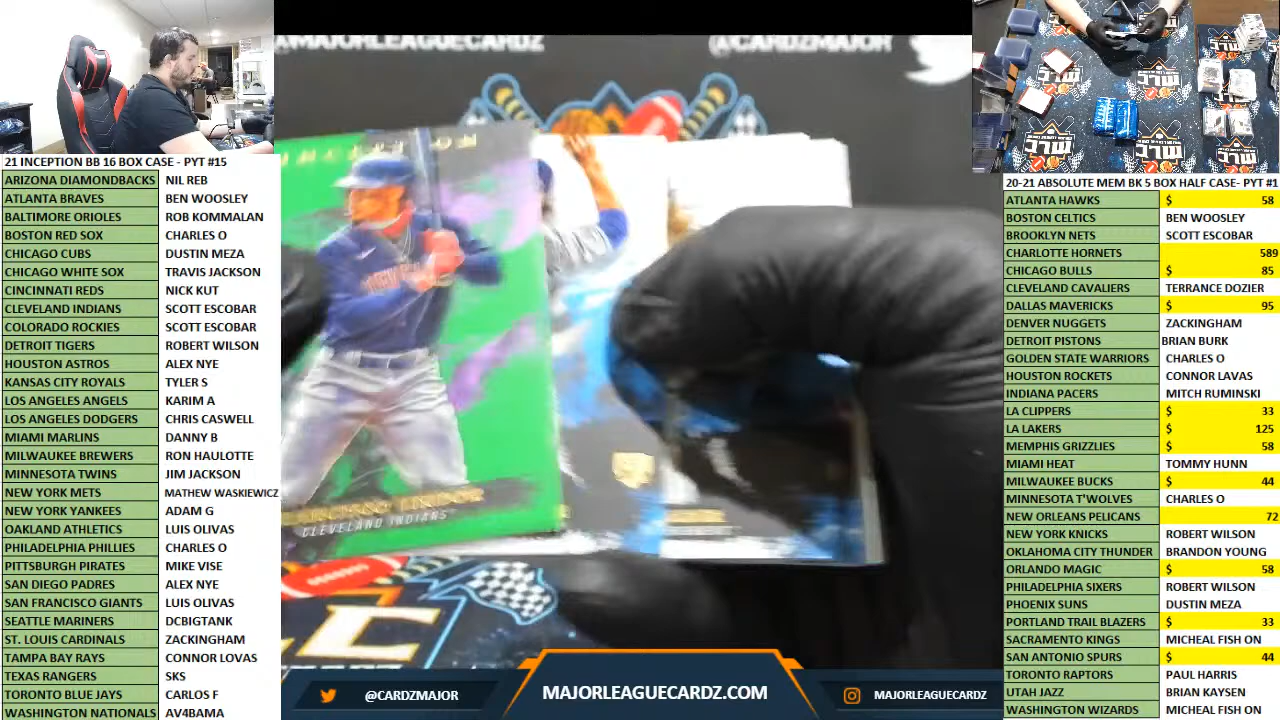 21 INCEPTION BB 16 BOX CASE - PYT #15
ARIZONA DIAMONDBACKS NIL REB
ATLANTA BRAVES BEN WOOSLEY
BALTIMORE ORIOLES ROB KOMMALAN
BOSTON RED SOX CHARLES O
CHICAGO CUBS DUSTIN MEZA
CHICAGO WHITE SOX TRAVIS JACKSON
CINCINNATI REDS NICK KUT
CLEVELAND INDIANS SCOTT ESCOBAR
COLORADO ROCKIES SCOTT ESCOBAR
DETROIT TIGERS ROBERT WILSON
HOUSTON ASTROS ALEX NYE
KANSAS CITY ROYALS TYLER S
LOS ANGELES ANGELS KARIM A
LOS ANGELES DODGERS CHRIS CASWELL
MIAMI MARLINS DANNY B
MILWAUKEE BREWERS RON HAULOTTE
MINNESOTA TWINS JIM JACKSON
NEW YORK METS MATHEW WASKIEWICZ
NEW YORK YANKEES ADAM G
OAKLAND ATHLETICS LUIS OLIVAS
PHILADELPHIA PHILLIES CHARLES O
PITTSBURGH PIRATES MIKE VISE
SAN DIEGO PADRES ALEX NYE
SAN FRANCISCO GIANTS LUIS OLIVAS
SEATTLE MARINERS DCBIGTANK
ST. LOUIS CARDINALS ZACKINGHAM
TAMPA BAY RAYS CONNOR LOVAS
TEXAS RANGERS SKS
TORONTO BLUE JAYS CARLOS F
WASHINGTON NATIONALS AV4BAMA
@MAJORLEAGUECARDZ @CARDZMAJOR
INCEPTION
CLEVELAND INDIANS
@CARDZMAJOR
MAJORLEAGUECARDZ.COM
MAJORLEAGUECARDZ
20-21 ABSOLUTE MEM BK 5 BOX HALF CASE- PYT #1
ATLANTA HAWKS $ 58
BOSTON CELTICS BEN WOOSLEY
BROOKLYN NETS SCOTT ESCOBAR
CHARLOTTE HORNETS 589
CHICAGO BULLS $ 85
CLEVELAND CAVALIERS TERRANCE DOZIER
DALLAS MAVERICKS $ 95
DENVER NUGGETS ZACKINGHAM
DETROIT PISTONS BRIAN BURK
GOLDEN STATE WARRIORS CHARLES O
HOUSTON ROCKETS CONNOR LAVAS
INDIANA PACERS MITCH RUMINSKI
LA CLIPPERS $ 33
LA LAKERS $ 125
MEMPHIS GRIZZLIES $ 58
MIAMI HEAT TOMMY HUNN
MILWAUKEE BUCKS $ 44
MINNESOTA T'WOLVES CHARLES O
NEW ORLEANS PELICANS 72
NEW YORK KNICKS ROBERT WILSON
OKLAHOMA CITY THUNDER BRANDON YOUNG
ORLANDO MAGIC $ 58
PHILADELPHIA SIXERS ROBERT WILSON
PHOENIX SUNS DUSTIN MEZA
PORTLAND TRAIL BLAZERS $ 33
SACRAMENTO KINGS MICHEAL FISH ON
SAN ANTONIO SPURS $ 44
TORONTO RAPTORS PAUL HARRIS
UTAH JAZZ BRIAN KAYSEN
WASHINGTON WIZARDS MICHEAL FISH ON